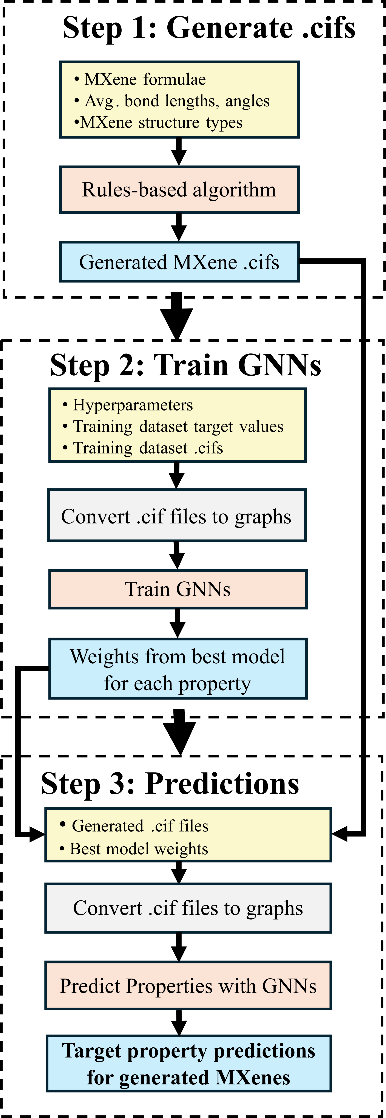 Step 1: Generate .cifs
• MXene formulae
• Avg. bond lengths, angles
•MXene structure types
Rules-based algorithm
Generated MXene .cifs
Step 2: Train GNNs
• Hyperparameters
• Training dataset target values
• Training dataset .cifs
Convert .cif files to graphs
Train GNNs
Weights from best model
for each property
Step 3: Predictions
• Generated .cif files
• Best model weights
Convert .cif files to graphs
Predict Properties with GNNs
Target property predictions
for generated MXenes